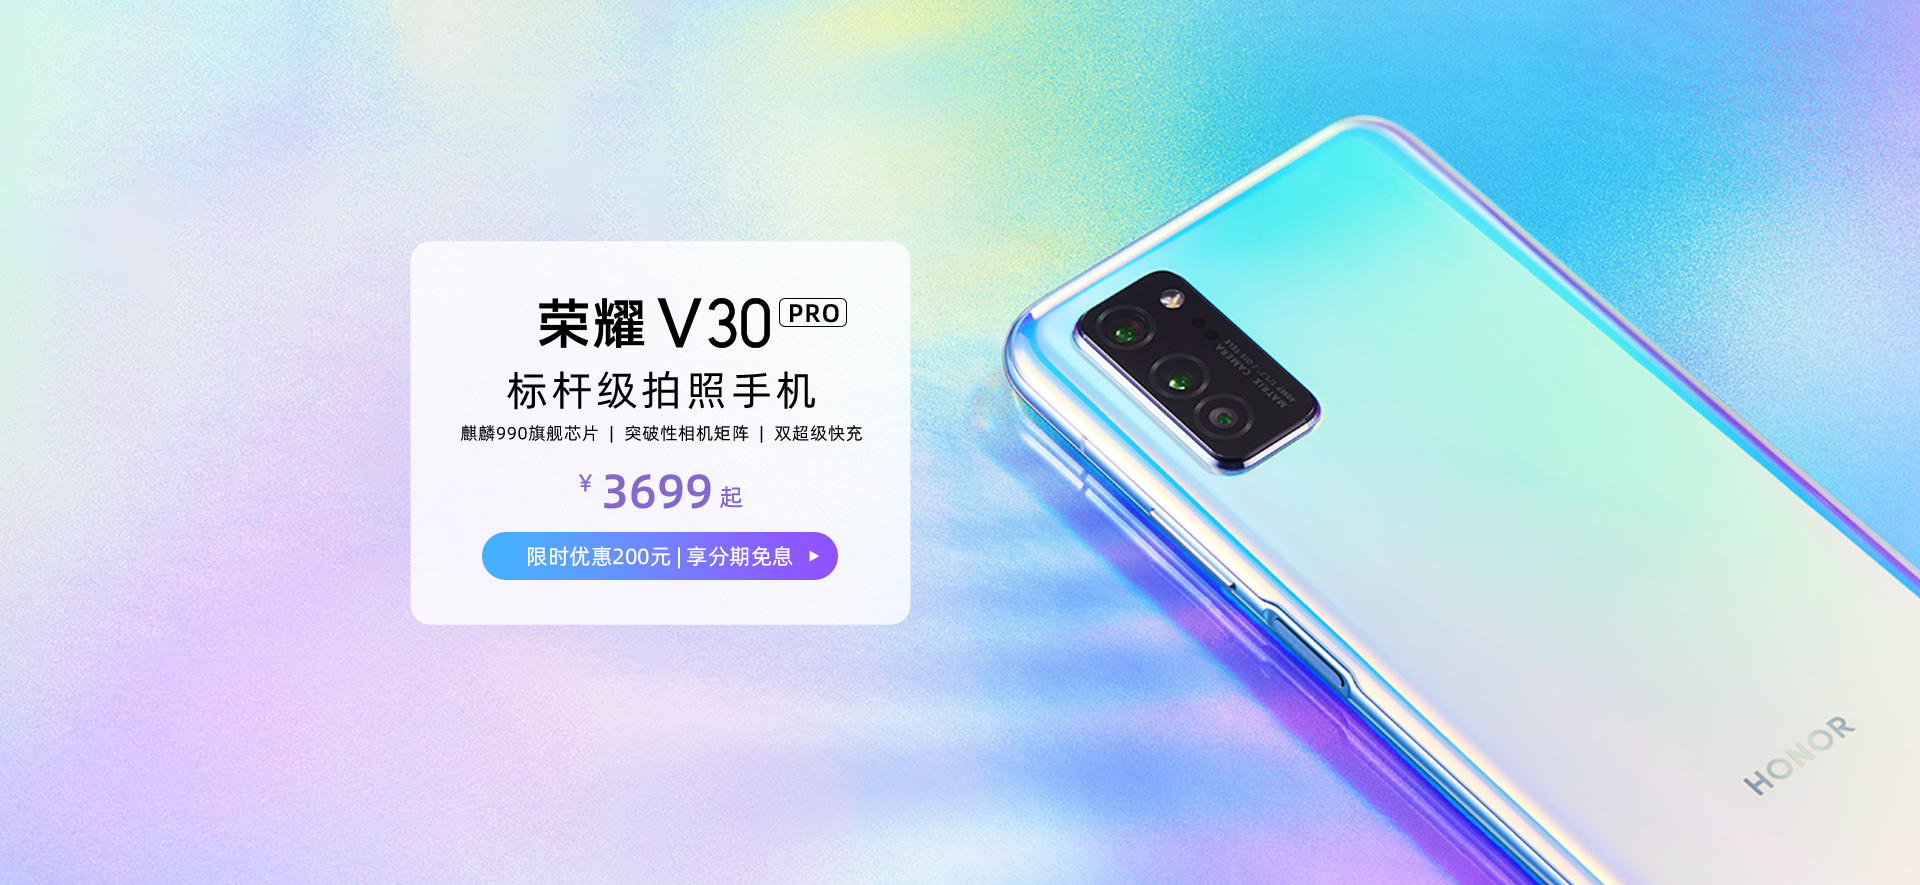 荣耀 V30 PRO
标杆级拍照手机
麒麟990旗舰芯片 | 突破性相机矩阵 | 双超级快充
¥ 3699 起
限时优惠200元 | 享分期免息
MATRIX CAMERA
HONOR